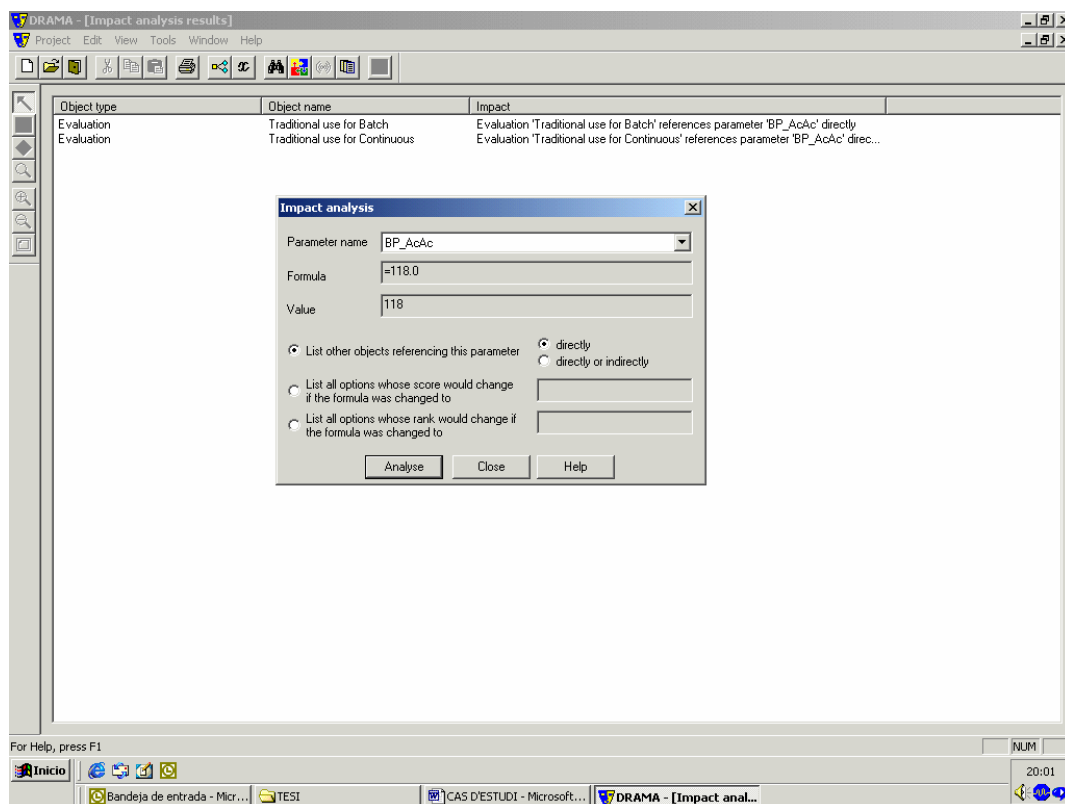 DRAMA - [Impact analysis results]
Project Edit View Tools Window Help
Object type Object name Impact
Evaluation Traditional use for Batch Evaluation 'Traditional use for Batch' references parameter 'BP_AcAc' directly
Evaluation Traditional use for Continuous Evaluation 'Traditional use for Continuous' references parameter 'BP_AcAc' direc...
Impact analysis
Parameter name BP_AcAc
Formula =118.0
Value 118
List other objects referencing this parameter
directly
directly or indirectly
List all options whose score would change
if the formula was changed to
List all options whose rank would change if
the formula was changed to
Analyse Close Help
For Help, press F1 NUM
Inicio 20:01
Bandeja de entrada - Micr... TESI CAS D'ESTUDI - Microsoft... DRAMA - [Impact anal...